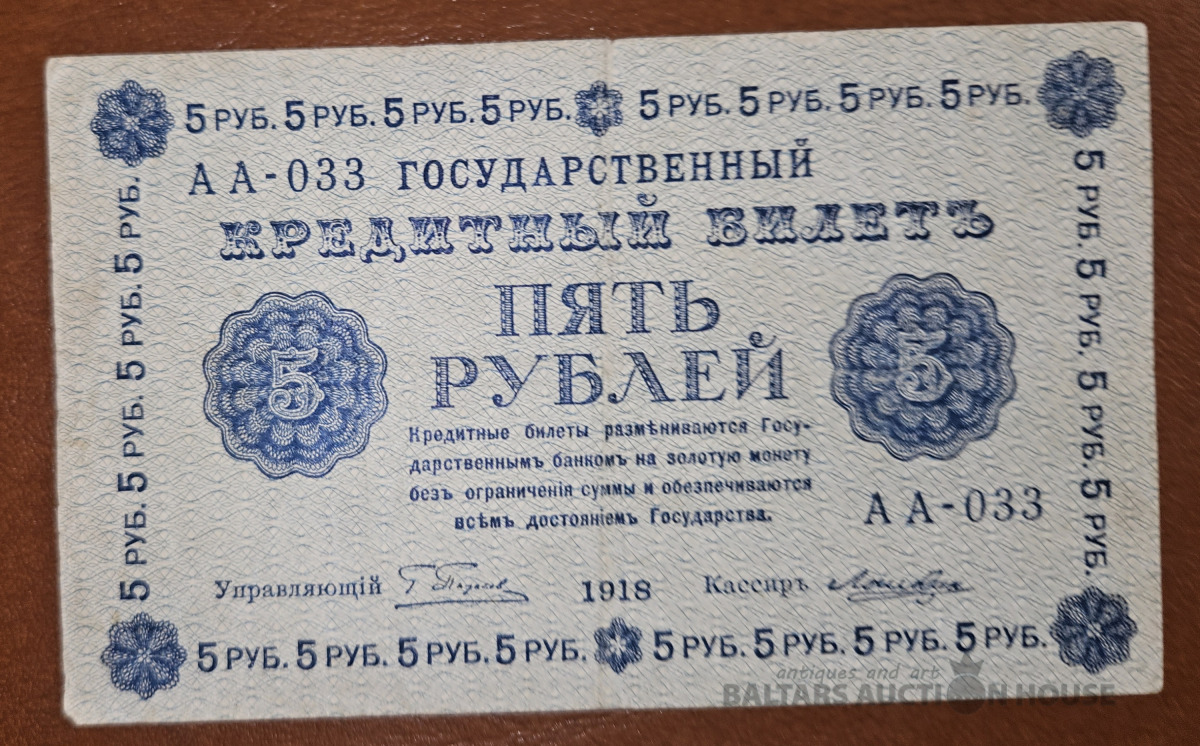 5 РУБ. 5 РУБ. 5 РУБ. 5 РУБ. 5 РУБ. 5 РУБ. 5 РУБ. 5 РУБ.
АА-033 ГОСУДАРСТВЕННЫЙ
КРЕДИТНЫЙ БИЛЕТЪ
ПЯТЬ
РУБЛЕЙ
5
5
Кредитные билеты размѣниваются Госу-
дарственнымъ банкомъ на золотую монету
безъ ограниченія суммы и обезпечиваются
всѣмъ достояніемъ Государства.
АА-033
Управляющій
1918 Кассиръ
5 РУБ. 5 РУБ. 5 РУБ. 5 РУБ.
5 РУБ. 5 РУБ. 5 РУБ. 5 РУБ.
5 РУБ. 5 РУБ. 5 РУБ. 5 РУБ. 5 РУБ. 5 РУБ. 5 РУБ. 5 РУБ.
antiques and art
BALTARS AUCTION HOUSE